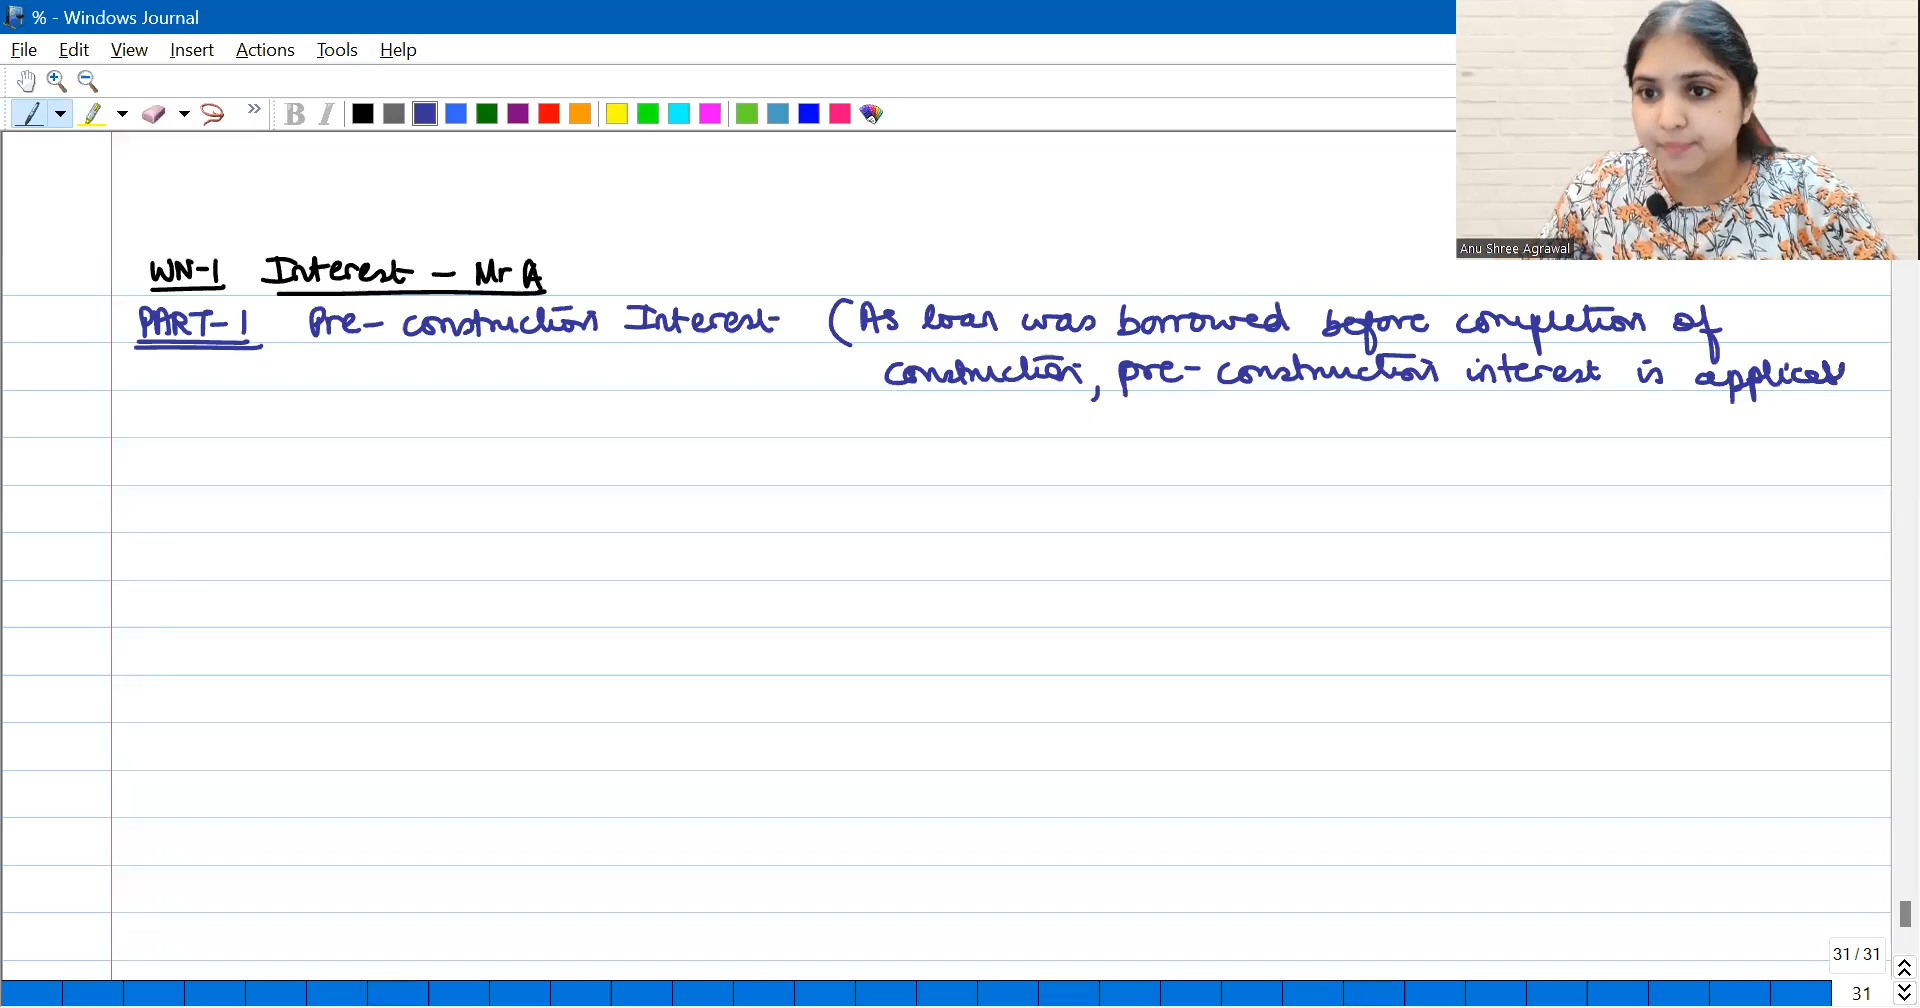 % - Windows Journal
File Edit View Insert Actions Tools Help
B I
Anu Shree Agrawal
WN-1 Interest - Mr A
PART-1 Pre-construction Interest (As loan was borrowed before completion of
construction, pre-construction interest is applicab
31 / 31
31